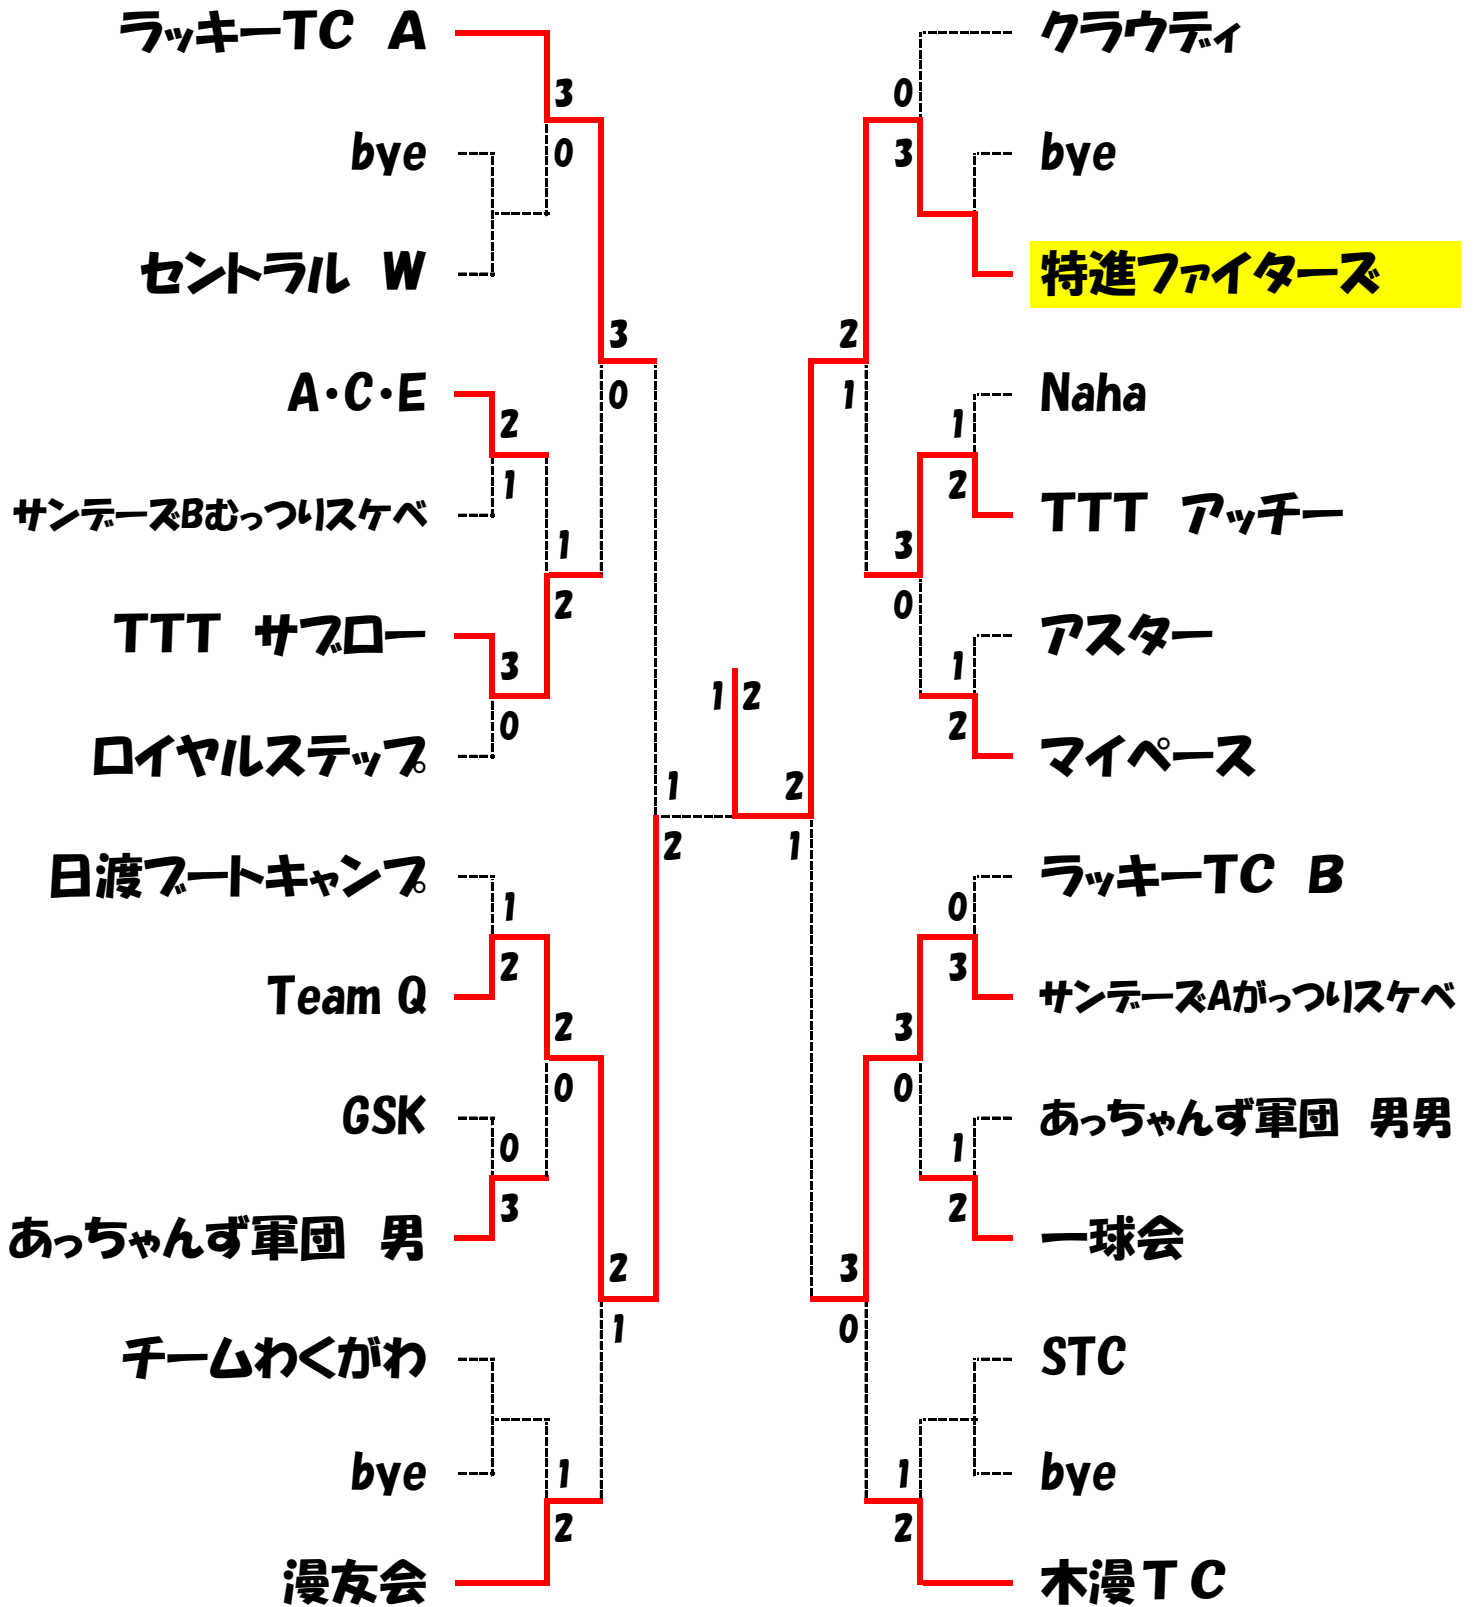 ラッキーTC　A
クラウディ
3
0
bye
0
3
bye
セントラル　W
特進ファイターズ
3
2
A・C・E
0
1
Naha
2
1
サンデーズBむっつりスケベ
1
2
TTT　アッチー
1
3
TTT　サブロー
2
0
アスター
3
1
1 2
ロイヤルステップ
0
2
マイペース
1
2
日渡ブートキャンプ
2
1
ラッキーTC　B
1
0
Team Q
2
3
サンデーズAがっつりスケベ
2
3
GSK
0
0
あっちゃんず軍団　男男
0
1
あっちゃんず軍団　男
3
2
一球会
2
3
チームわくがわ
1
0
STC
bye
1
1
bye
2
2
漫友会
木漫ＴＣ